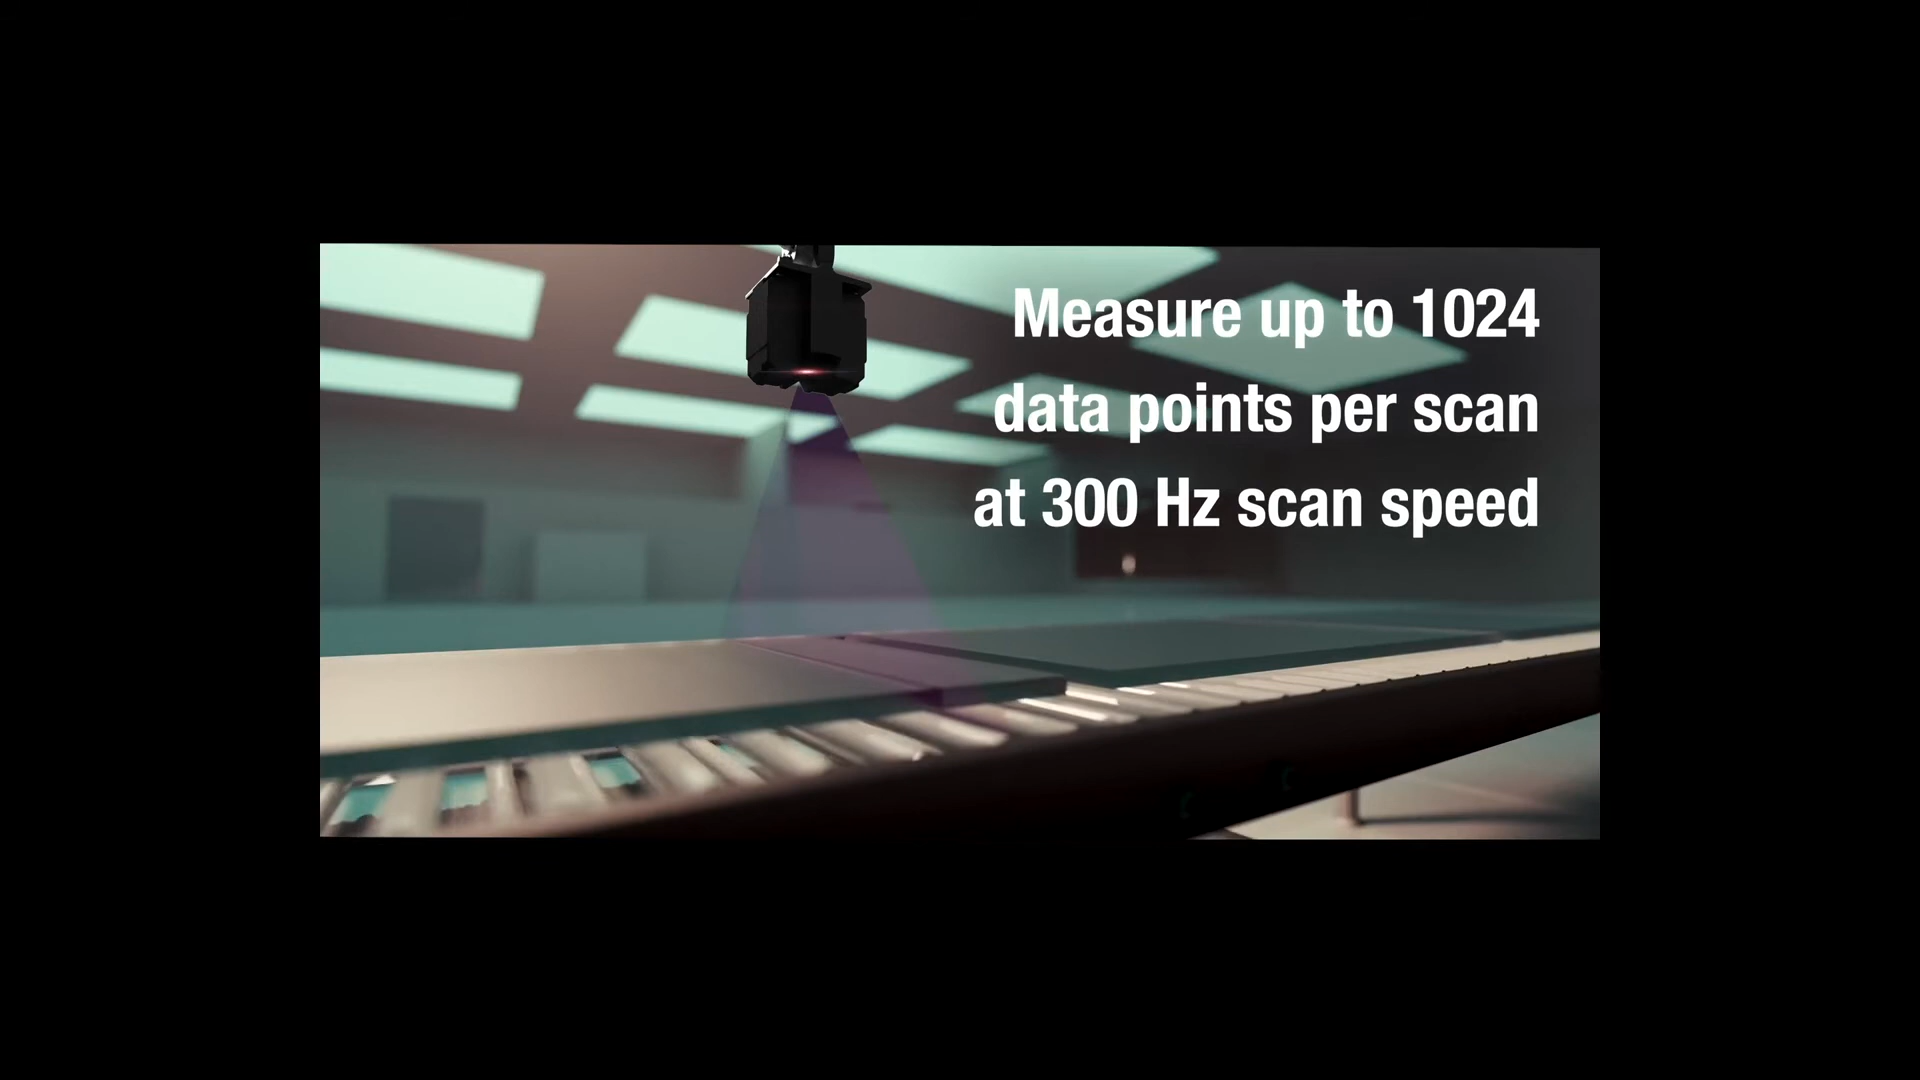 Measure up to 1024
data points per scan
at 300 Hz scan speed